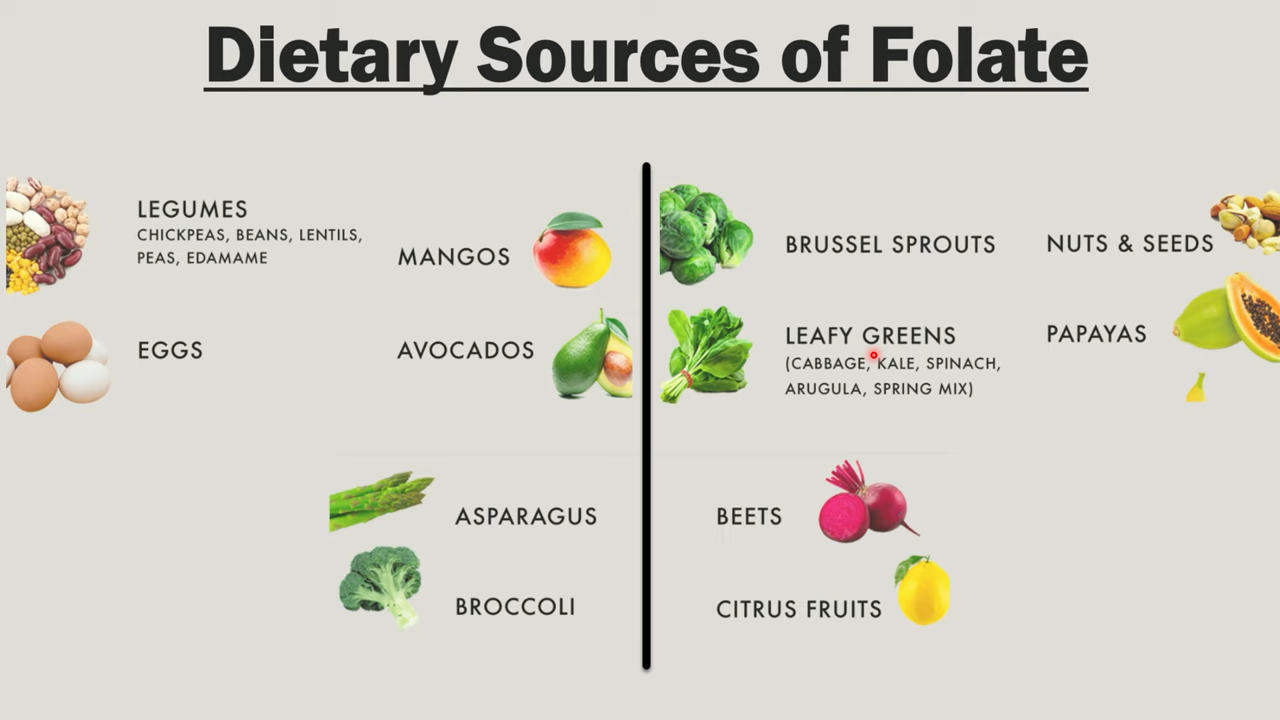 Dietary Sources of Folate
LEGUMES
CHICKPEAS, BEANS, LENTILS,
PEAS, EDAMAME
MANGOS
EGGS
AVOCADOS
ASPARAGUS
BROCCOLI
BRUSSEL SPROUTS
NUTS & SEEDS
LEAFY GREENS
(CABBAGE, KALE, SPINACH,
ARUGULA, SPRING MIX)
PAPAYAS
BEETS
CITRUS FRUITS